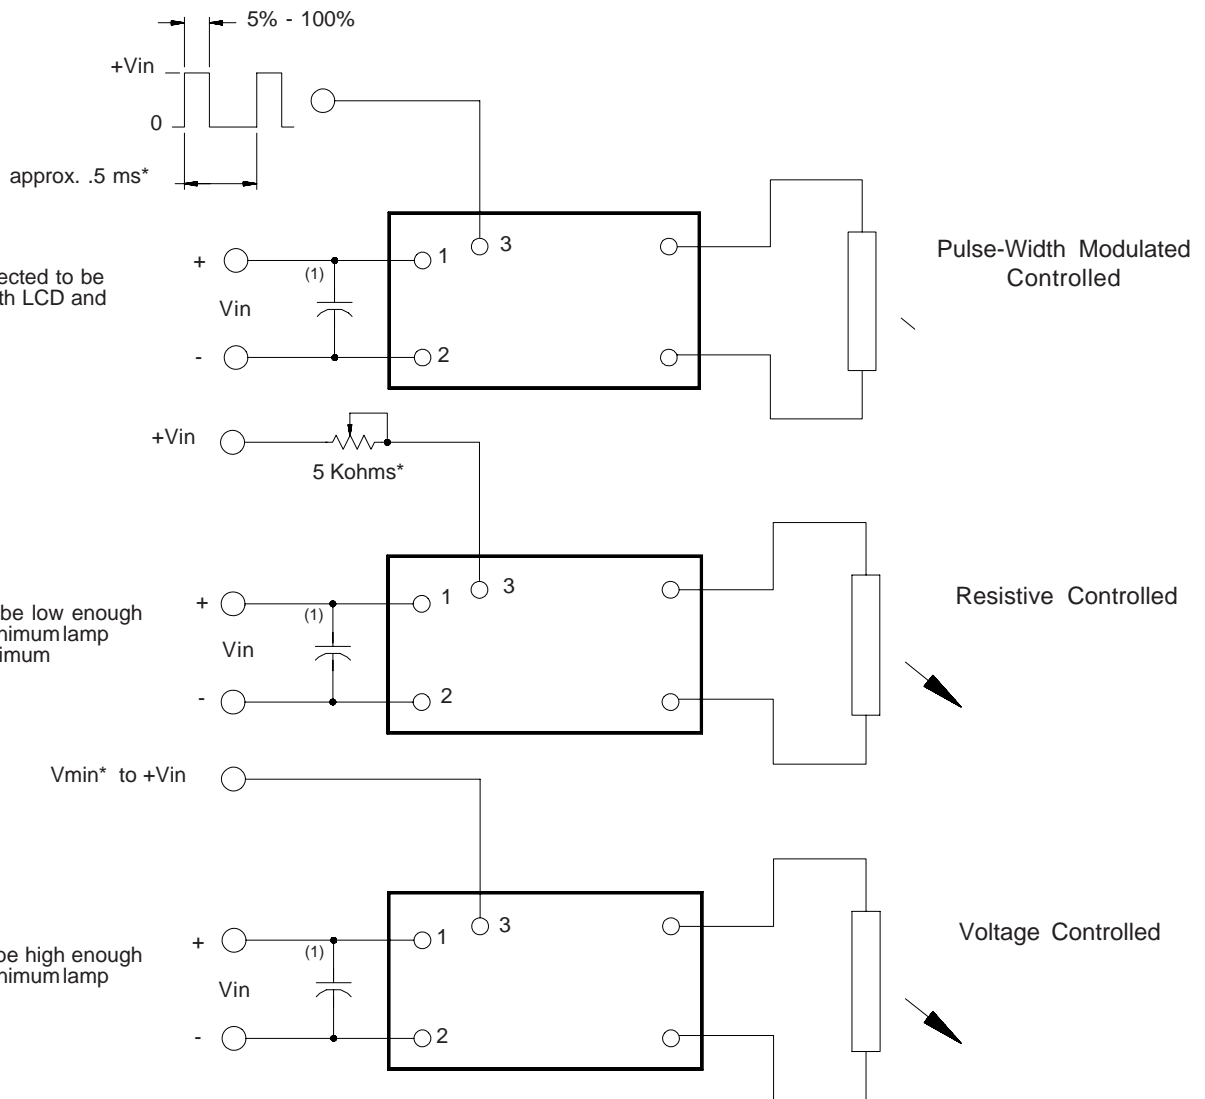 5% - 100%
+Vin
0
approx. .5 ms*
+
(1)
1
3
Vin
-
2
Pulse-Width Modulated
Controlled
ected to be
th LCD and
+Vin
5 Kohms*
+
(1)
1
3
Vin
-
2
Resistive Controlled
be low enough
nimum lamp
imum
Vmin* to +Vin
+
(1)
1
3
Vin
-
2
Voltage Controlled
be high enough
nimum lamp